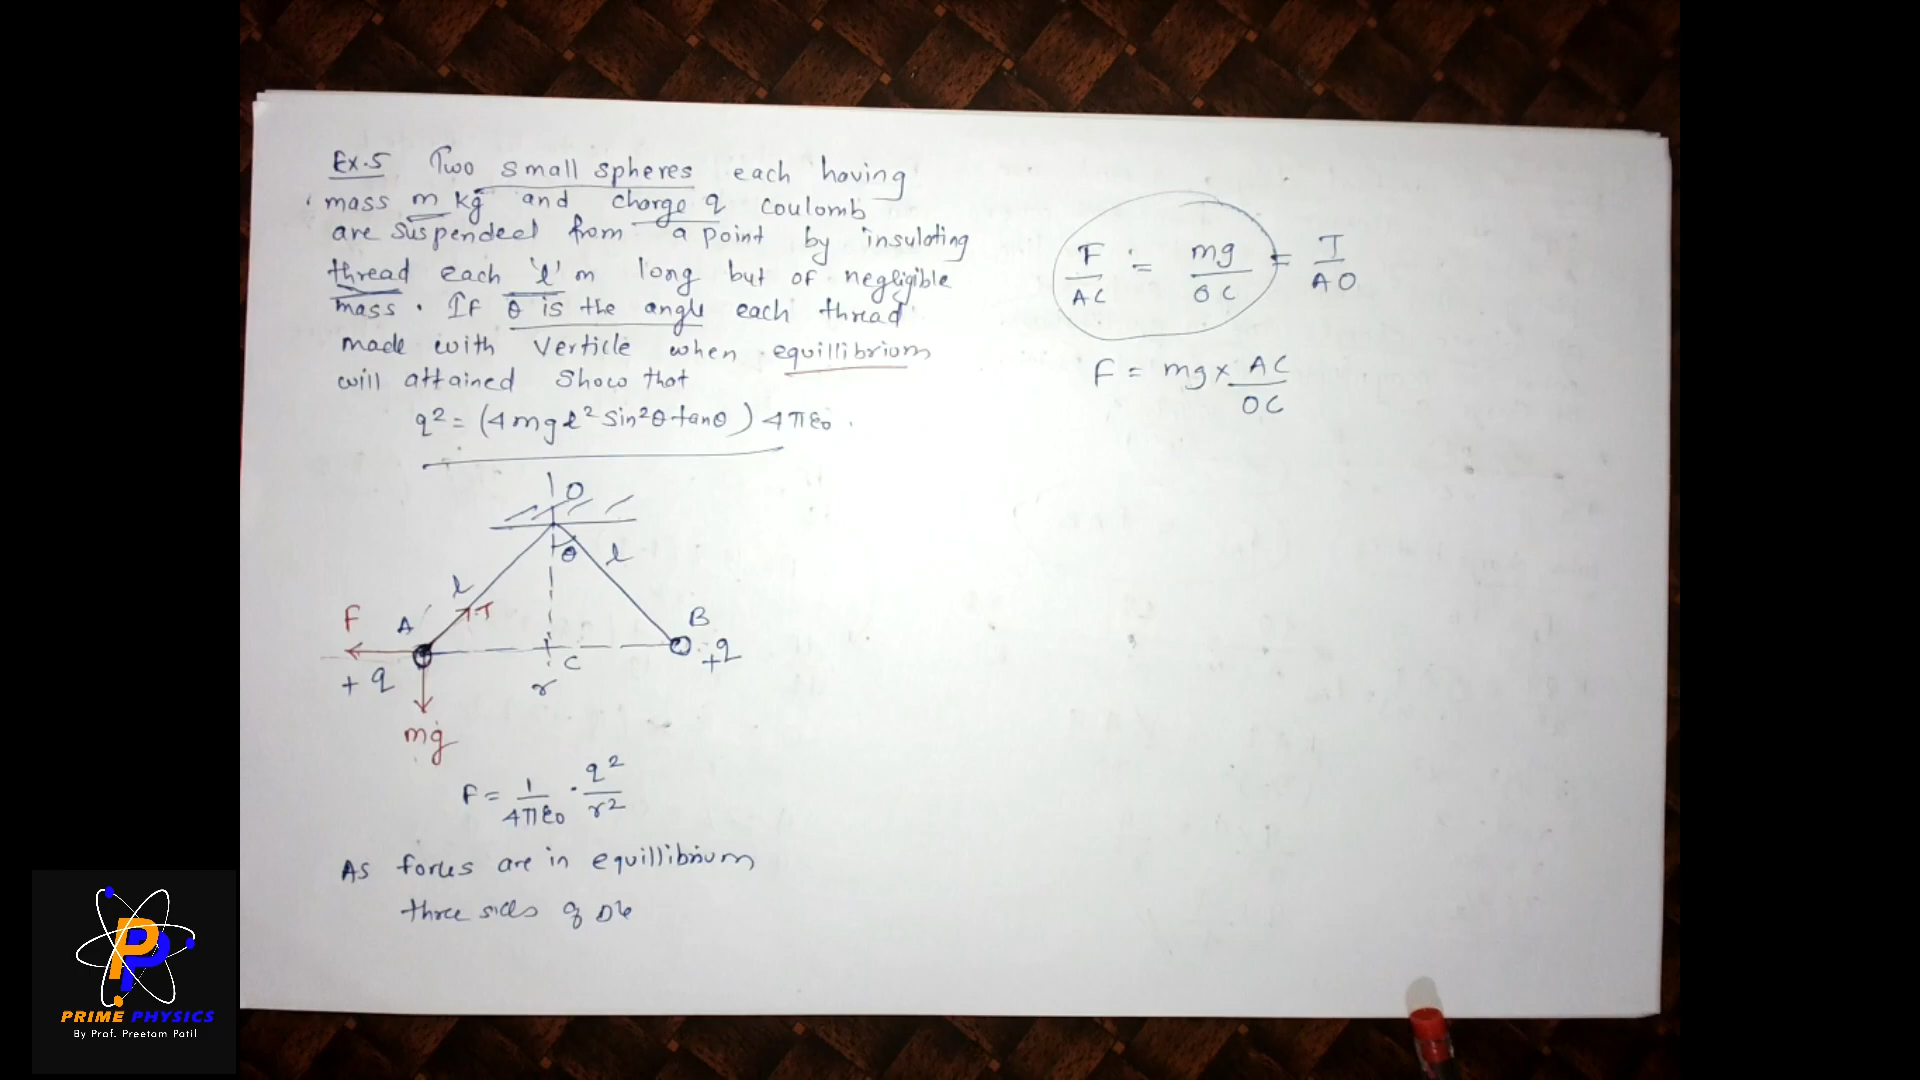 Ex.5 Two small spheres each having
mass m kg and charge q coulomb
are suspended from a point by insulating
thread each 'l' m long but of negligible
mass. If θ is the angle each thread
made with verticle when equillibrium
will attained show that
q² = (4mgl² sin²θ tanθ) 4πε₀.
O
θ l
l
F A T B
C +q
+q r
mg
F = 1/4πε₀ · q²/r²
As forces are in equillibrium
three sides of
F/AC = mg/OC = T/AO
F = mg x AC/OC
PRIME PHYSICS
By Prof. Preetam Patil